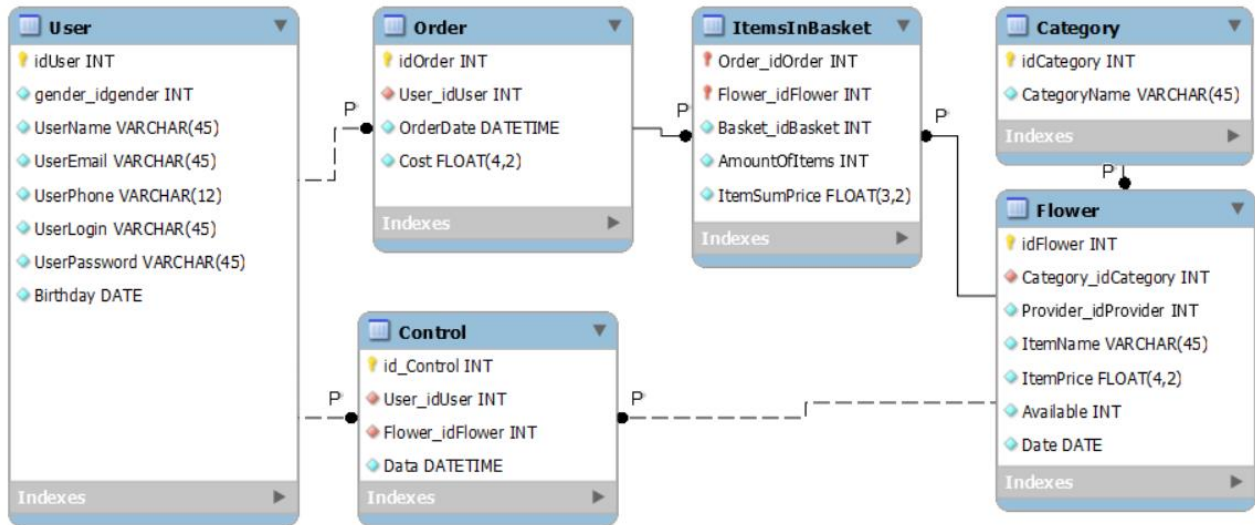 User
idUser INT
gender_idgender INT
UserName VARCHAR(45)
UserEmail VARCHAR(45)
UserPhone VARCHAR(12)
UserLogin VARCHAR(45)
UserPassword VARCHAR(45)
Birthday DATE
Indexes
Order
idOrder INT
User_idUser INT
OrderDate DATETIME
Cost FLOAT(4,2)
Indexes
ItemsInBasket
Order_idOrder INT
Flower_idFlower INT
Basket_idBasket INT
AmountOfItems INT
ItemSumPrice FLOAT(3,2)
Indexes
Category
idCategory INT
CategoryName VARCHAR(45)
Indexes
Control
id_Control INT
User_idUser INT
Flower_idFlower INT
Data DATETIME
Indexes
Flower
idFlower INT
Category_idCategory INT
Provider_idProvider INT
ItemName VARCHAR(45)
ItemPrice FLOAT(4,2)
Available INT
Date DATE
Indexes
P
P
P
P
P
P